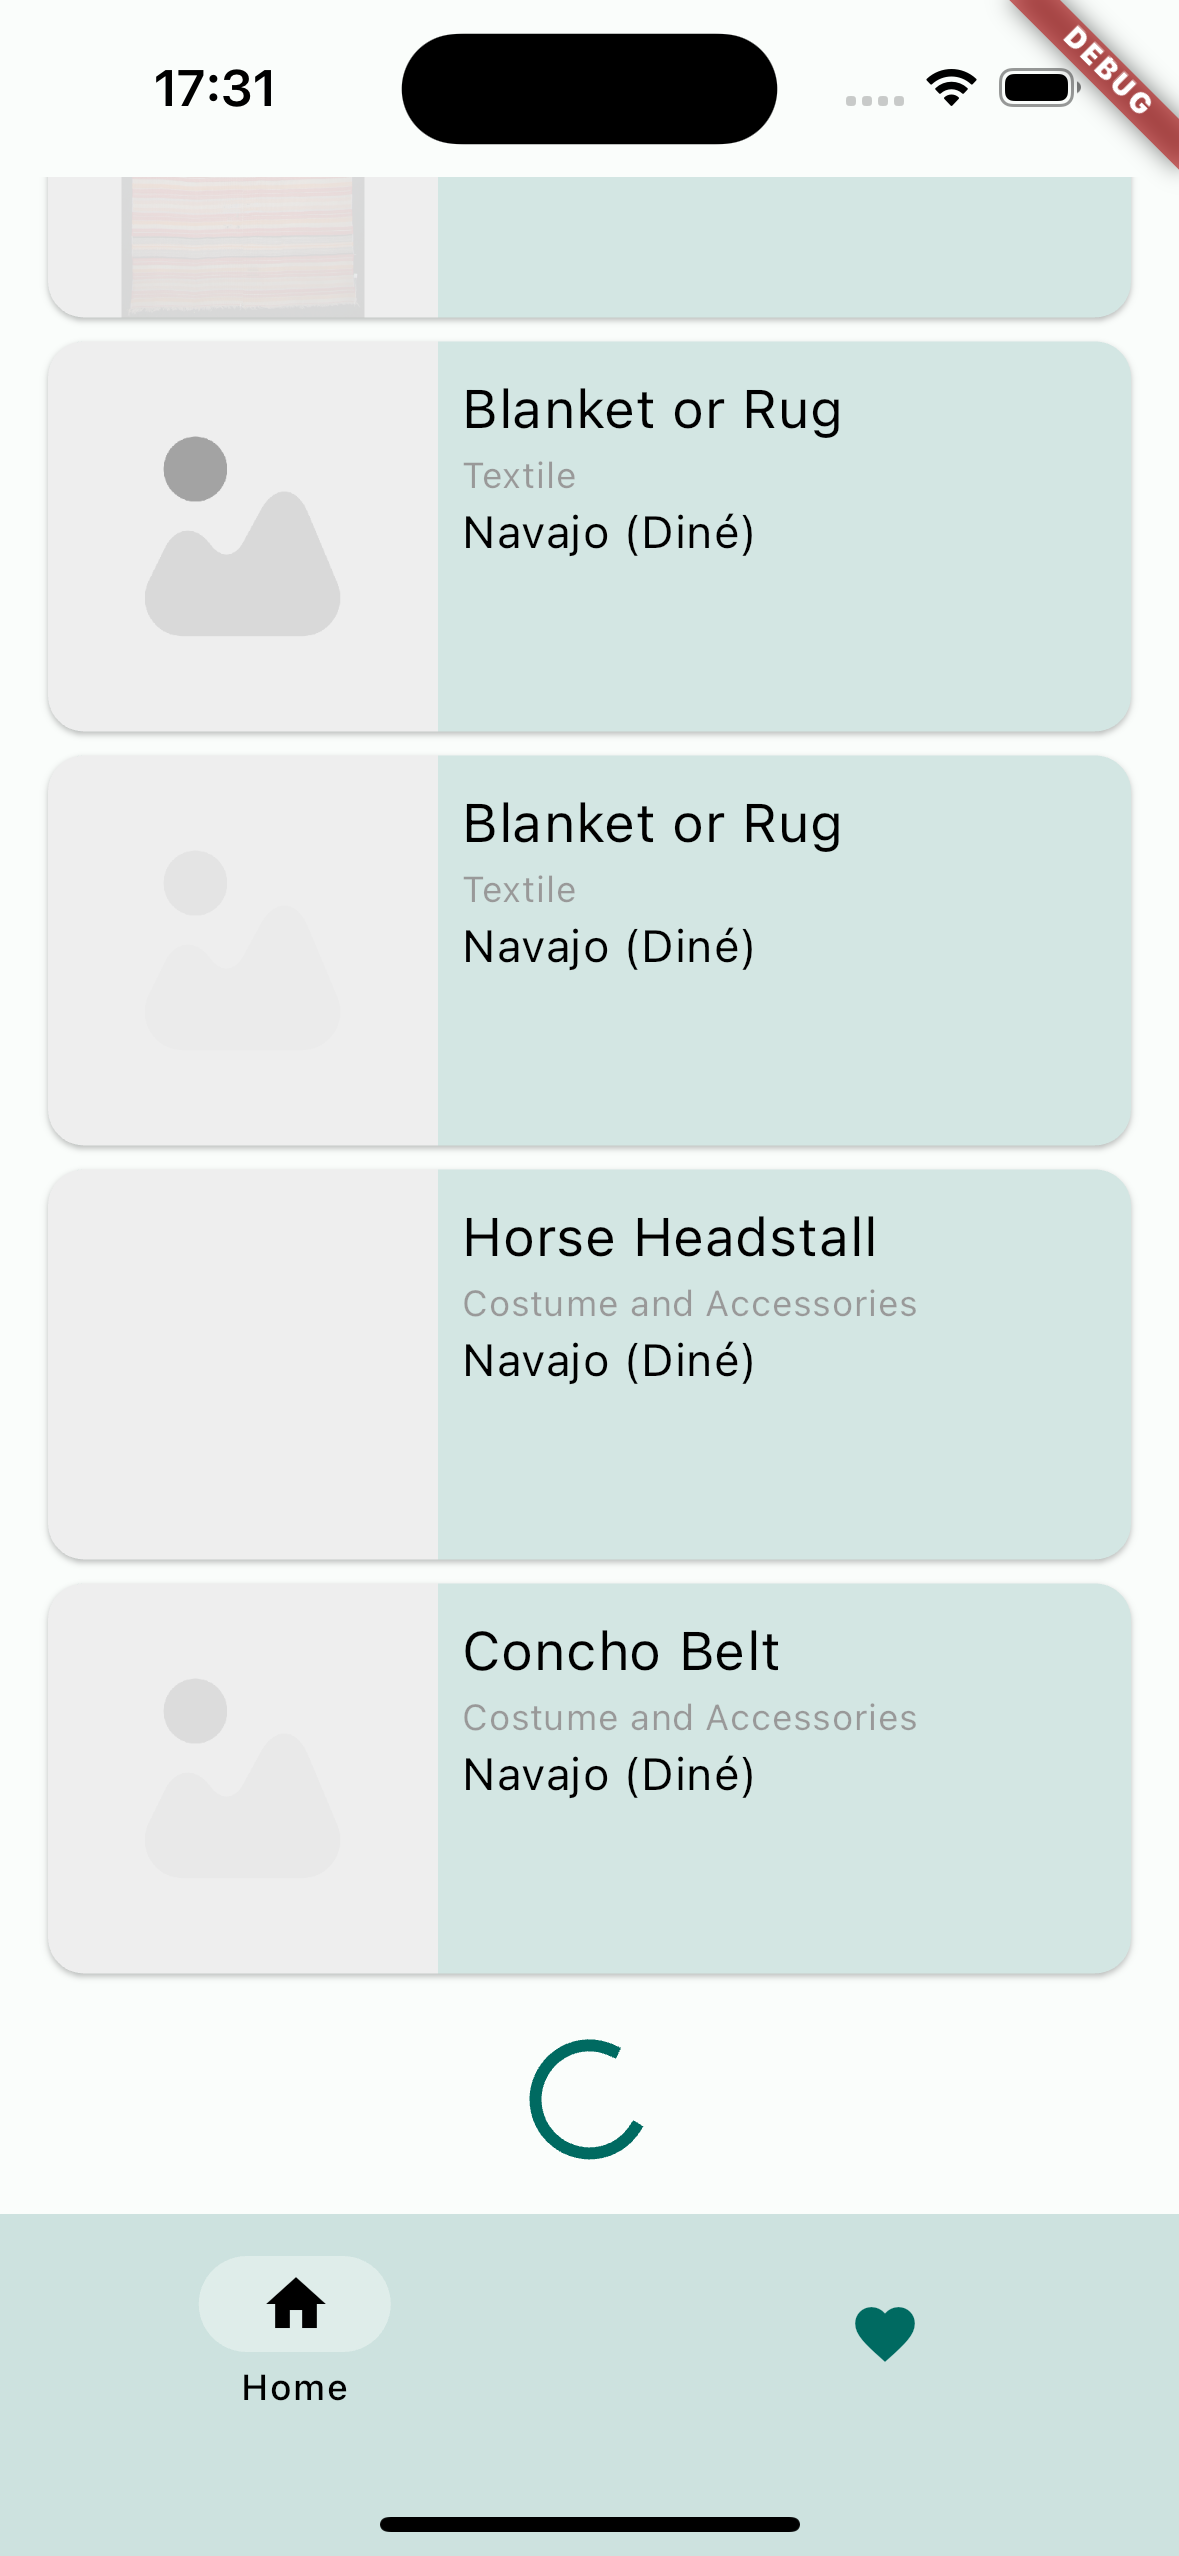 17:31
DEBUG
Blanket or Rug
Textile
Navajo (Diné)
Blanket or Rug
Textile
Navajo (Diné)
Horse Headstall
Costume and Accessories
Navajo (Diné)
Concho Belt
Costume and Accessories
Navajo (Diné)
Home